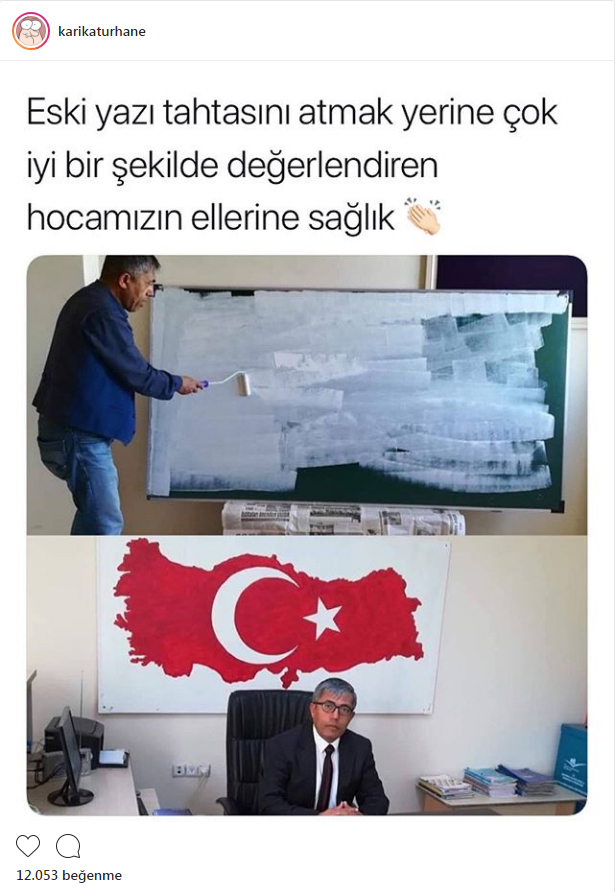 karikaturhane
Eski yazı tahtasını atmak yerine çok
iyi bir şekilde değerlendiren
hocamızın ellerine sağlık 👏🏻
12.053 beğenme